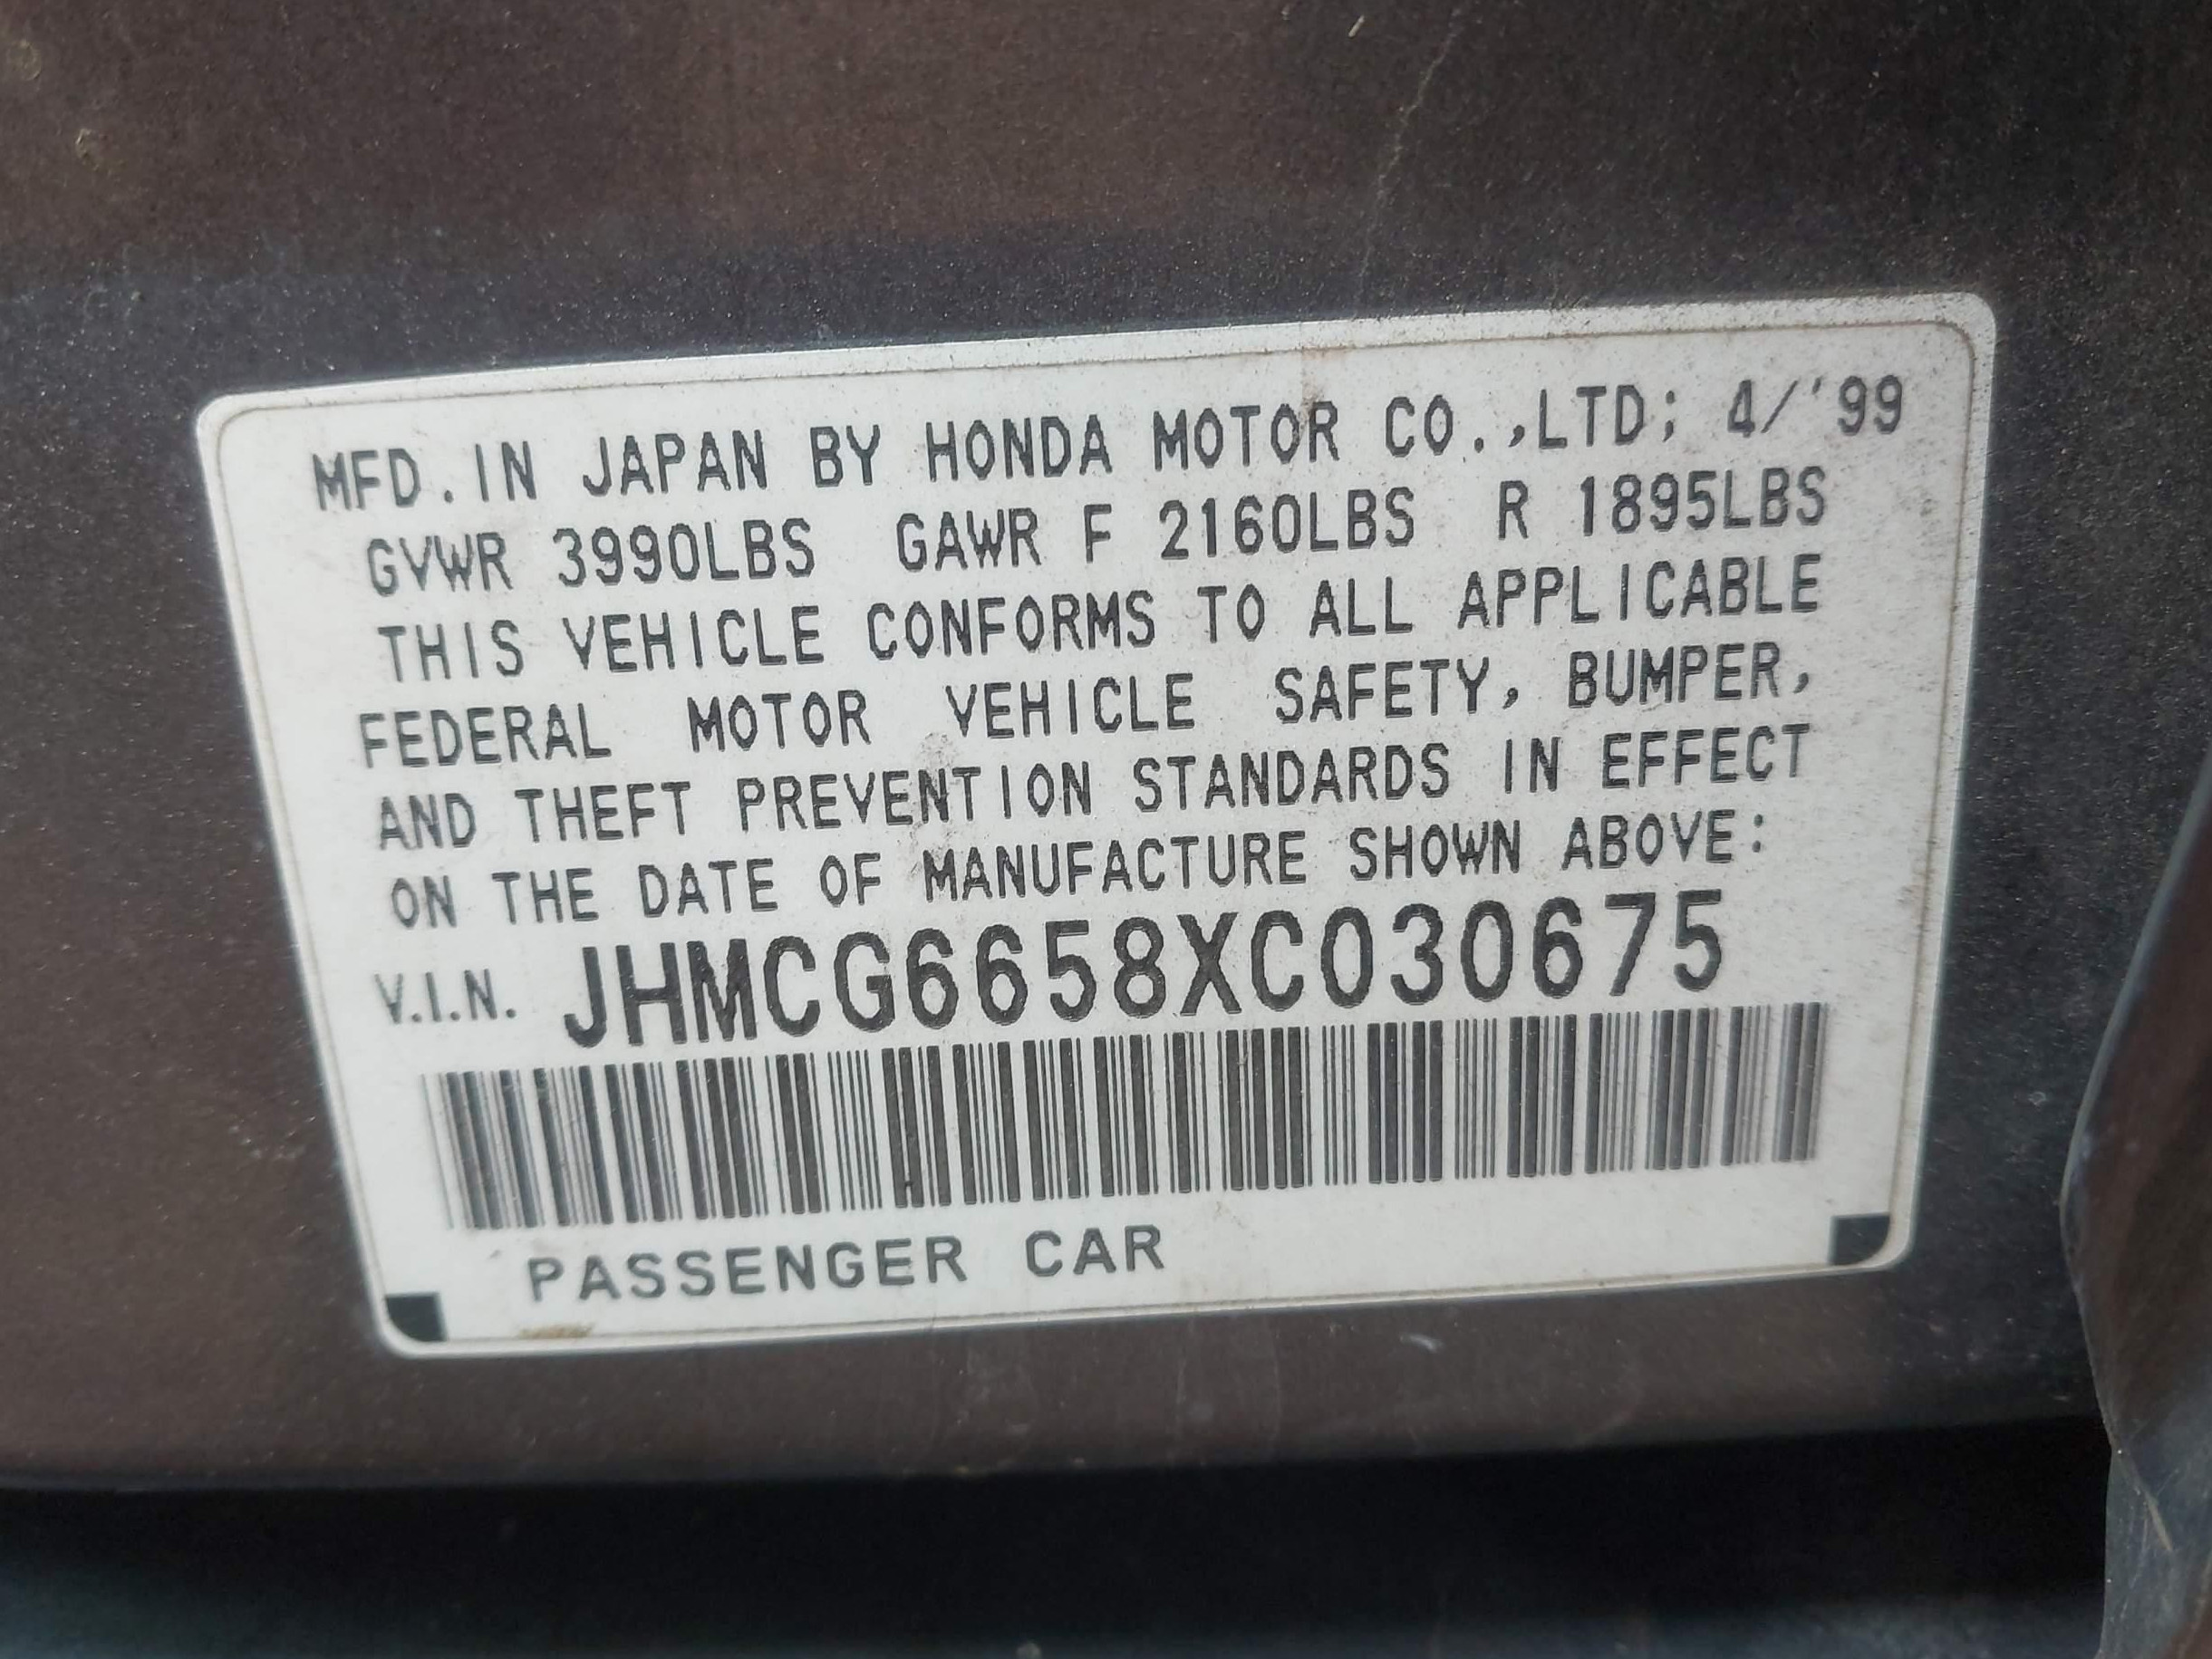 MFD.IN JAPAN BY HONDA MOTOR CO.,LTD; 4/'99
GVWR 3990LBS GAWR F 2160LBS R 1895LBS
THIS VEHICLE CONFORMS TO ALL APPLICABLE
FEDERAL MOTOR VEHICLE SAFETY, BUMPER,
AND THEFT PREVENTION STANDARDS IN EFFECT
ON THE DATE OF MANUFACTURE SHOWN ABOVE:
V.I.N. JHMCG6658XC030675
PASSENGER CAR